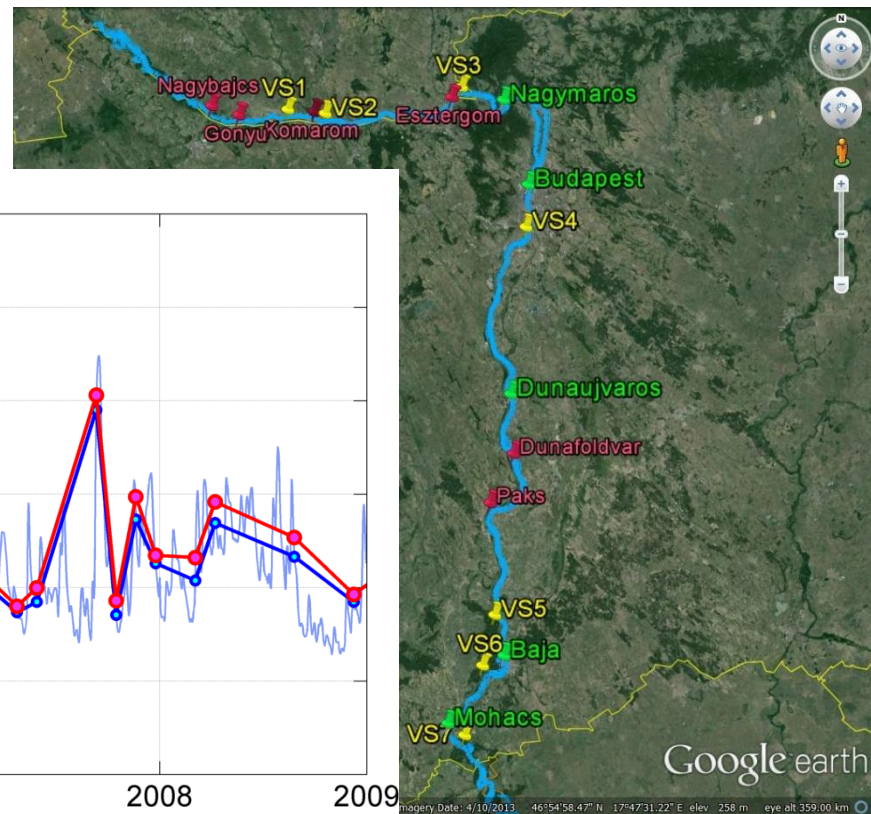 N
VS3
Nagybajcs VS1
Nagymaros
VS2
Esztergom
Gonyu Komarom
Budapest
VS4
Dunaujvaros
Dunafoldvar
Paks
VS5
VS6
Baja
Mohacs
VS7
Google earth
2008
2009
magery Date: 4/10/2013 46°54'58.47" N 17°47'31.22" E elev 258 m eye alt 359.00 km